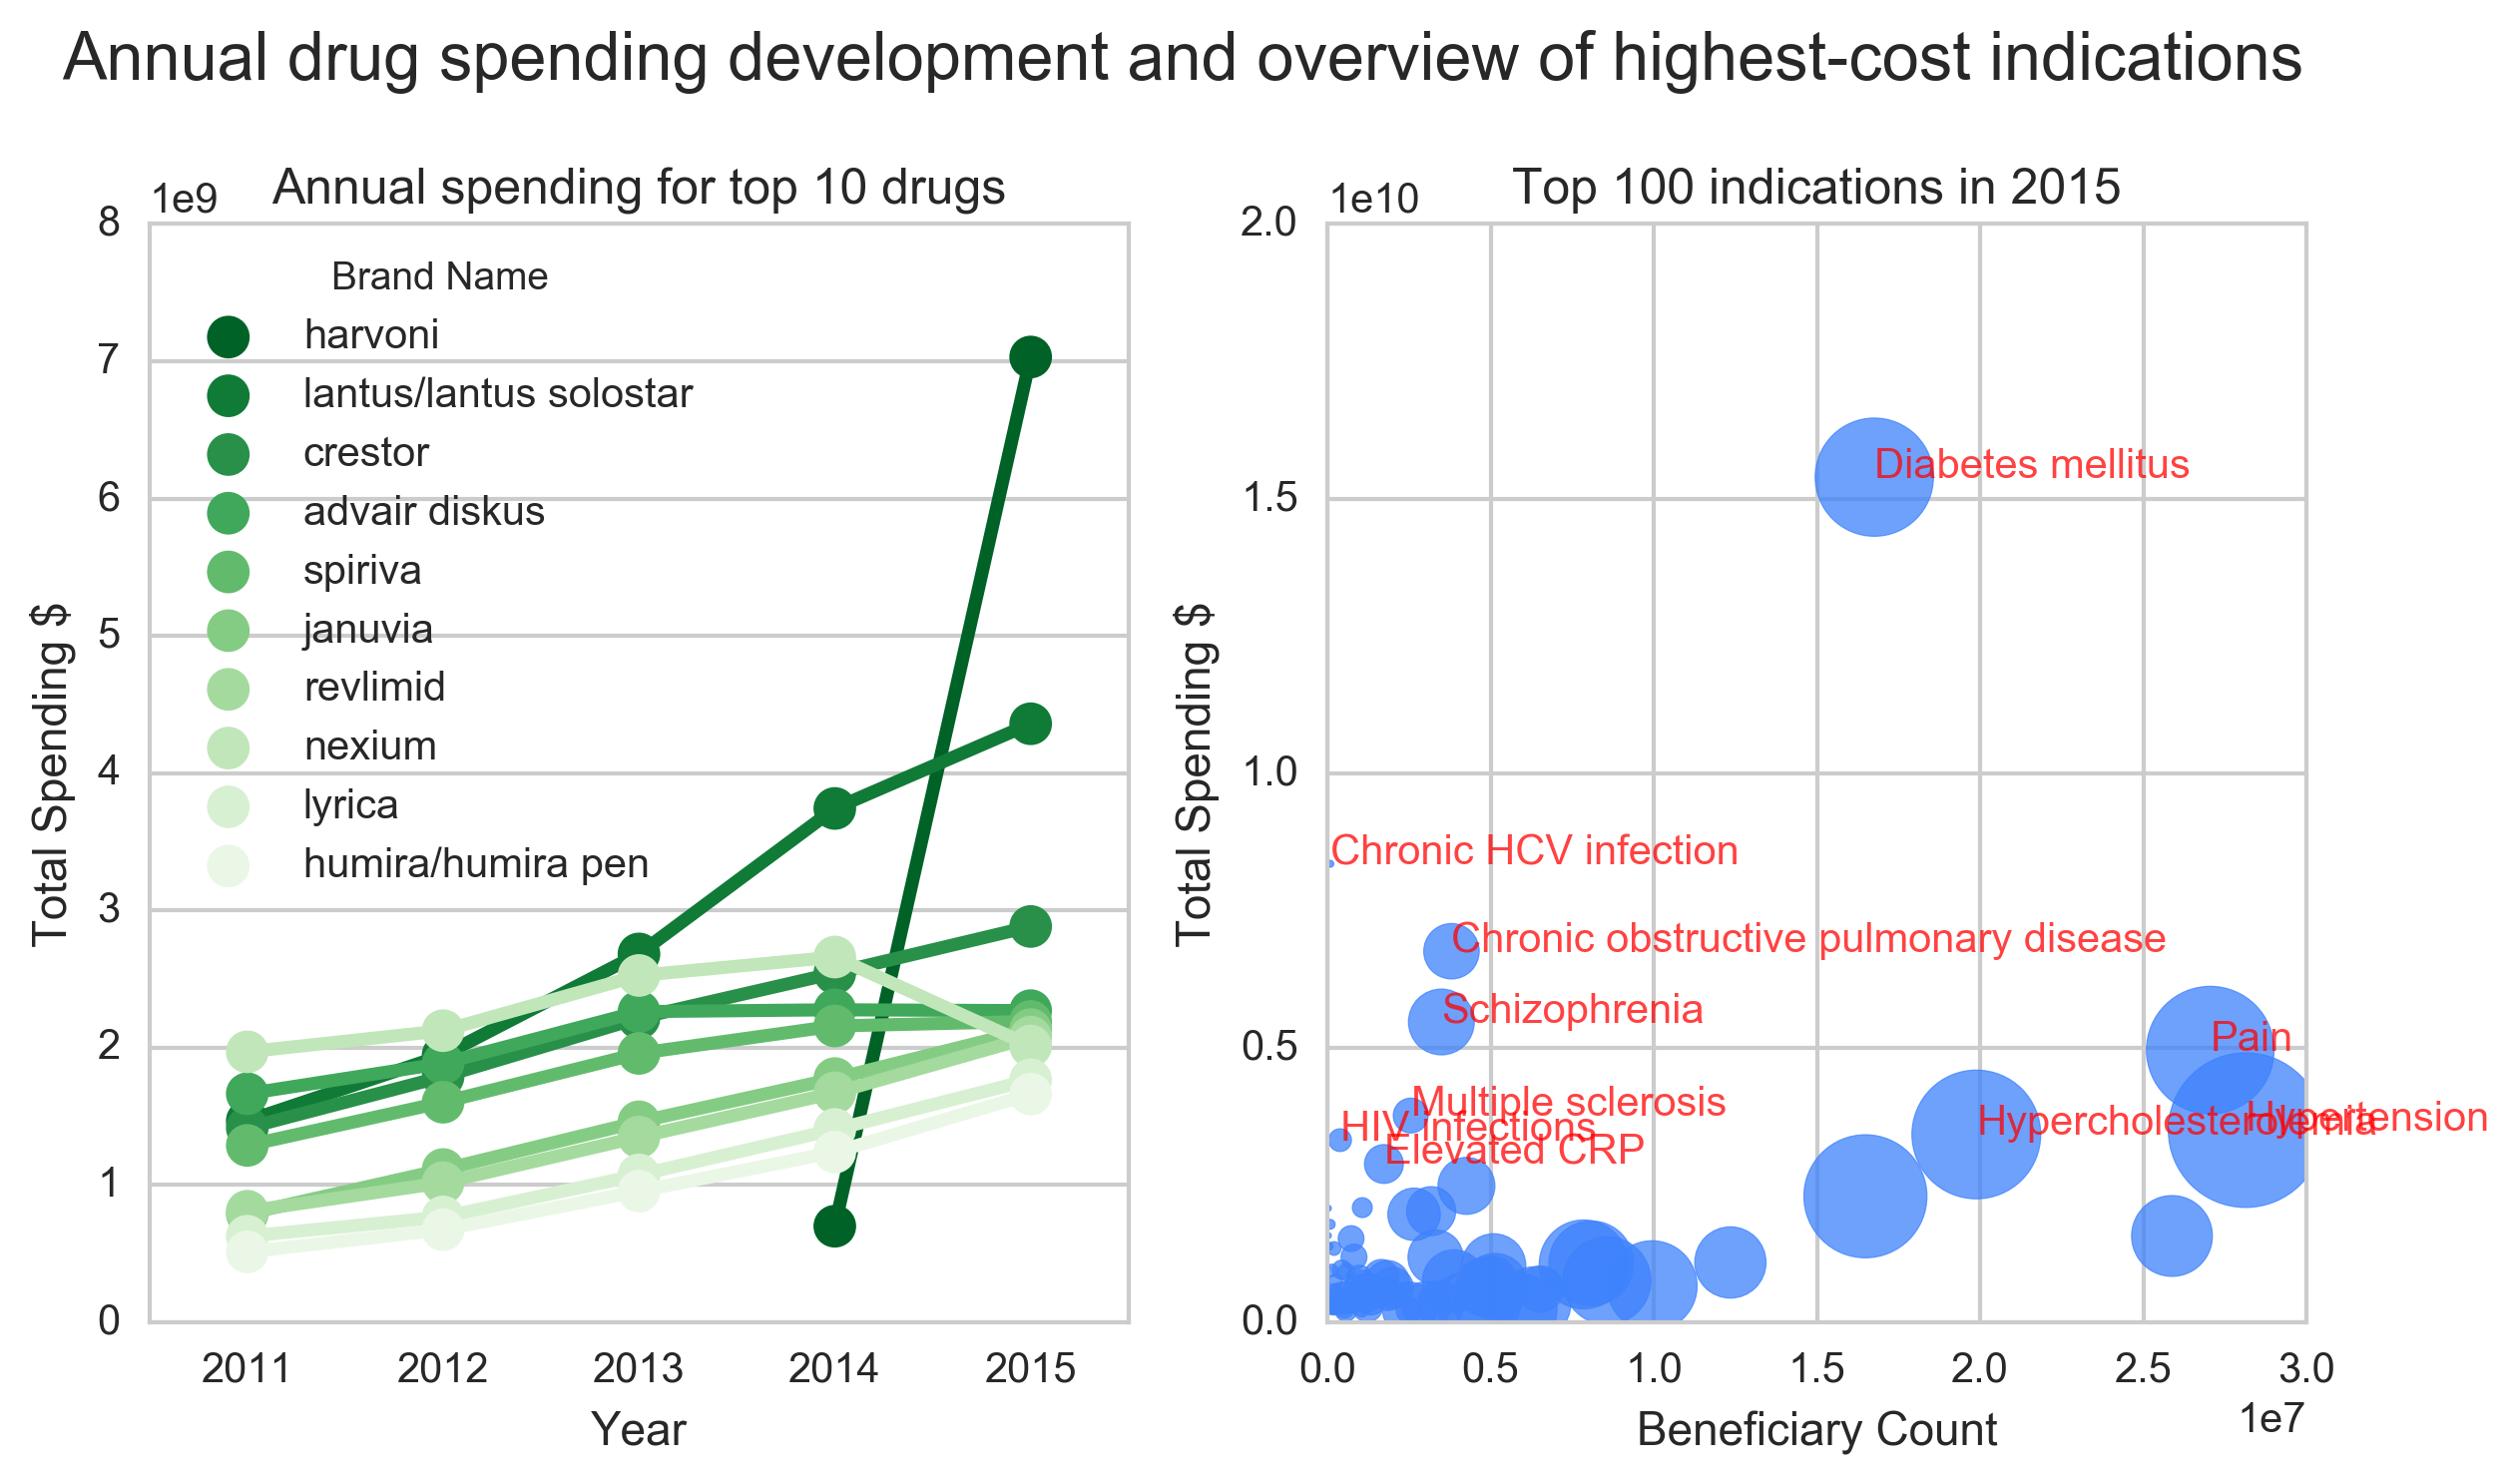 Annual drug spending development and overview of highest-cost indications
Annual spending for top 10 drugs
1e9
8
7
6
5
4
3
2
1
0
Total Spending $
Brand Name
harvoni
lantus/lantus solostar
crestor
advair diskus
spiriva
januvia
revlimid
nexium
lyrica
humira/humira pen
2011 2012 2013 2014 2015
Year
Top 100 indications in 2015
1e10
2.0
1.5
1.0
0.5
0.0
Total Spending $
Diabetes mellitus
Chronic HCV infection
Chronic obstructive pulmonary disease
Schizophrenia
Pain
Multiple sclerosis
HIV infections
Hypercholesterolemia
Hypertension
Elevated CRP
0.0 0.5 1.0 1.5 2.0 2.5 3.0
1e7
Beneficiary Count